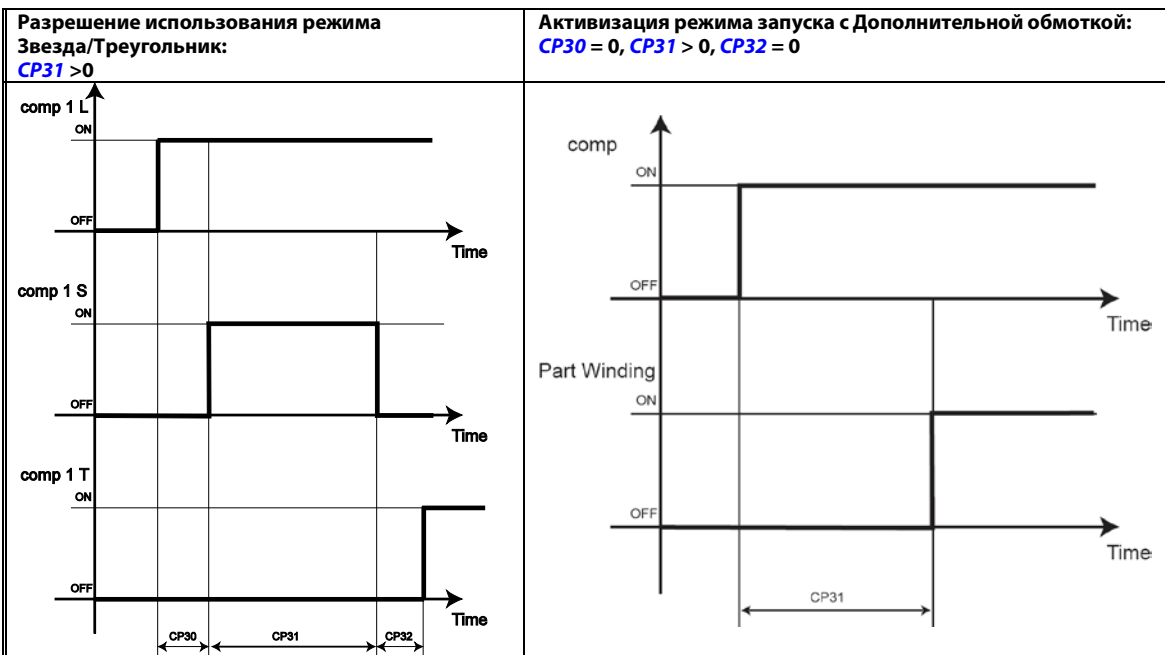 Разрешение использования режима
Звезда/Треугольник:
CP31 >0
Активизация режима запуска с Дополнительной обмоткой:
CP30 = 0, CP31 > 0, CP32 = 0
comp 1 L
ON
OFF
Time
comp 1 S
ON
OFF
Time
comp 1 T
ON
OFF
Time
CP30
CP31
CP32
comp
ON
OFF
Time
Part Winding
ON
OFF
Time
CP31